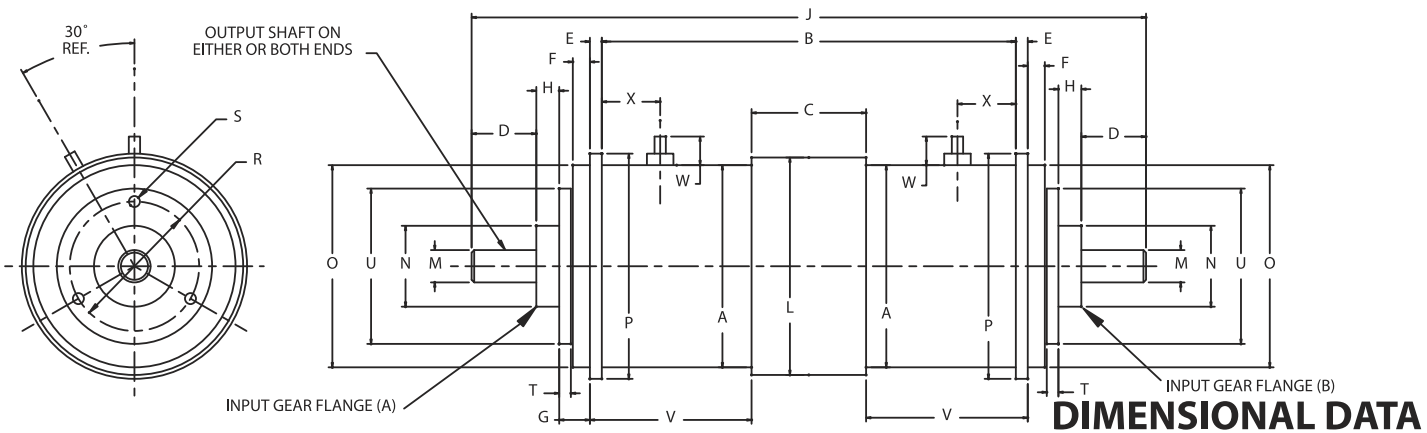 J
30°
REF.
OUTPUT SHAFT ON
EITHER OR BOTH ENDS
E
B
E
F
F
H
H
X
X
C
S
D
D
R
W
W
O
U
N
M
P
A
L
A
P
M
N
U
O
T
T
INPUT GEAR FLANGE (A)
INPUT GEAR FLANGE (B)
G
V
V
DIMENSIONAL DATA